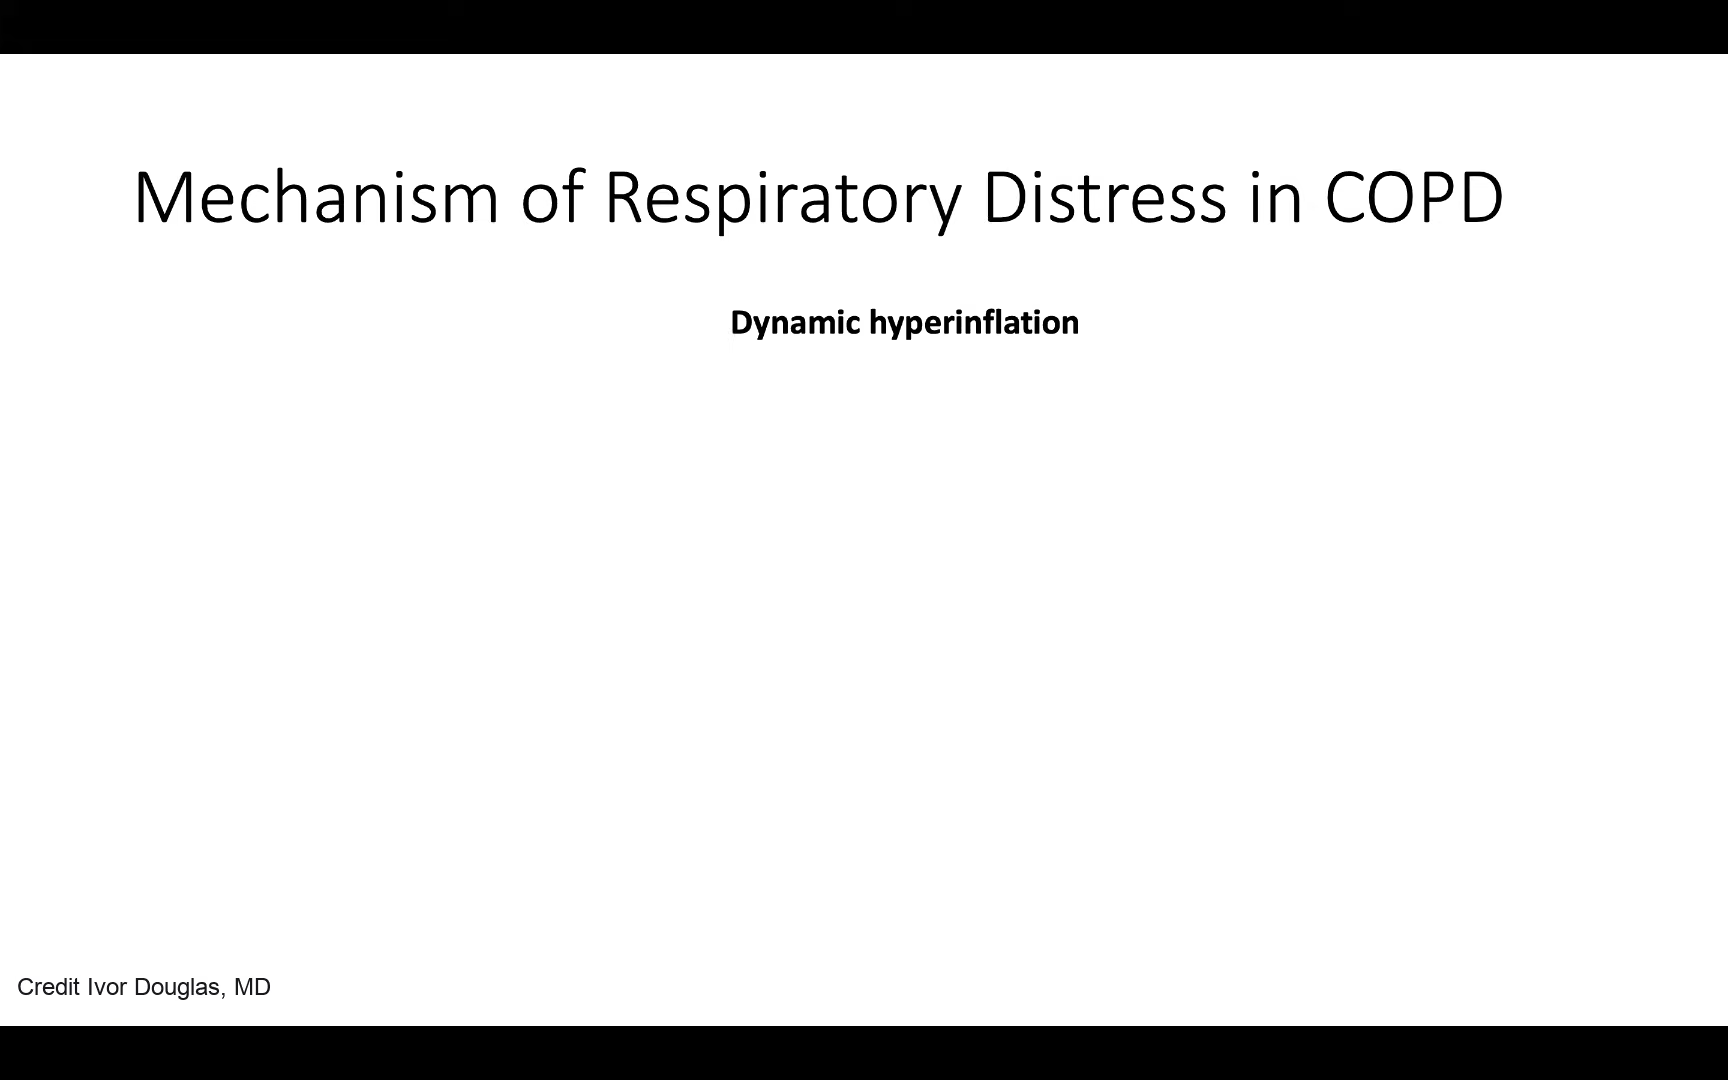 Mechanism of Respiratory Distress in COPD
Dynamic hyperinflation
Credit Ivor Douglas, MD